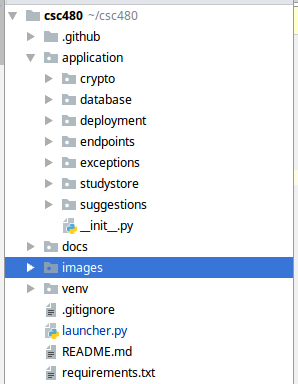 csc480 ~/csc480
.github
application
crypto
database
deployment
endpoints
exceptions
studystore
suggestions
__init__.py
docs
images
venv
.gitignore
launcher.py
README.md
requirements.txt